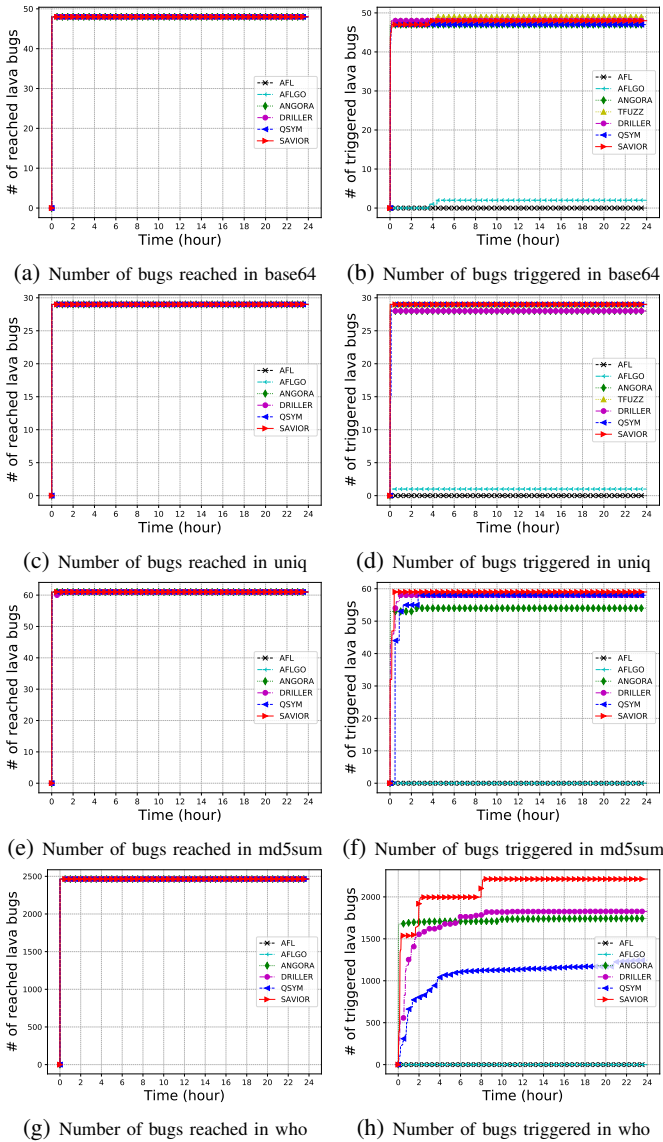 # of reached lava bugs
50
40
30
20
10
0
AFL
AFLGO
ANGORA
DRILLER
QSYM
SAVIOR
0 2 4 6 8 10 12 14 16 18 20 22 24
Time (hour)
(a) Number of bugs reached in base64
# of triggered lava bugs
50
40
30
20
10
0
AFL
AFLGO
ANGORA
TFUZZ
DRILLER
QSYM
SAVIOR
0 2 4 6 8 10 12 14 16 18 20 22 24
Time (hour)
(b) Number of bugs triggered in base64
# of reached lava bugs
30
25
20
15
10
5
0
AFL
AFLGO
ANGORA
DRILLER
QSYM
SAVIOR
0 2 4 6 8 10 12 14 16 18 20 22 24
Time (hour)
(c) Number of bugs reached in uniq
# of triggered lava bugs
30
25
20
15
10
5
0
AFL
AFLGO
ANGORA
TFUZZ
DRILLER
QSYM
SAVIOR
0 2 4 6 8 10 12 14 16 18 20 22 24
Time (hour)
(d) Number of bugs triggered in uniq
# of reached lava bugs
60
50
40
30
20
10
0
AFL
AFLGO
ANGORA
DRILLER
QSYM
SAVIOR
0 2 4 6 8 10 12 14 16 18 20 22 24
Time (hour)
(e) Number of bugs reached in md5sum
# of triggered lava bugs
60
50
40
30
20
10
0
AFL
AFLGO
ANGORA
DRILLER
QSYM
SAVIOR
0 2 4 6 8 10 12 14 16 18 20 22 24
Time (hour)
(f) Number of bugs triggered in md5sum
# of reached lava bugs
2500
2000
1500
1000
500
0
AFL
AFLGO
ANGORA
DRILLER
QSYM
SAVIOR
0 2 4 6 8 10 12 14 16 18 20 22 24
Time (hour)
(g) Number of bugs reached in who
# of triggered lava bugs
2000
1500
1000
500
0
AFL
AFLGO
ANGORA
DRILLER
QSYM
SAVIOR
0 2 4 6 8 10 12 14 16 18 20 22 24
Time (hour)
(h) Number of bugs triggered in who